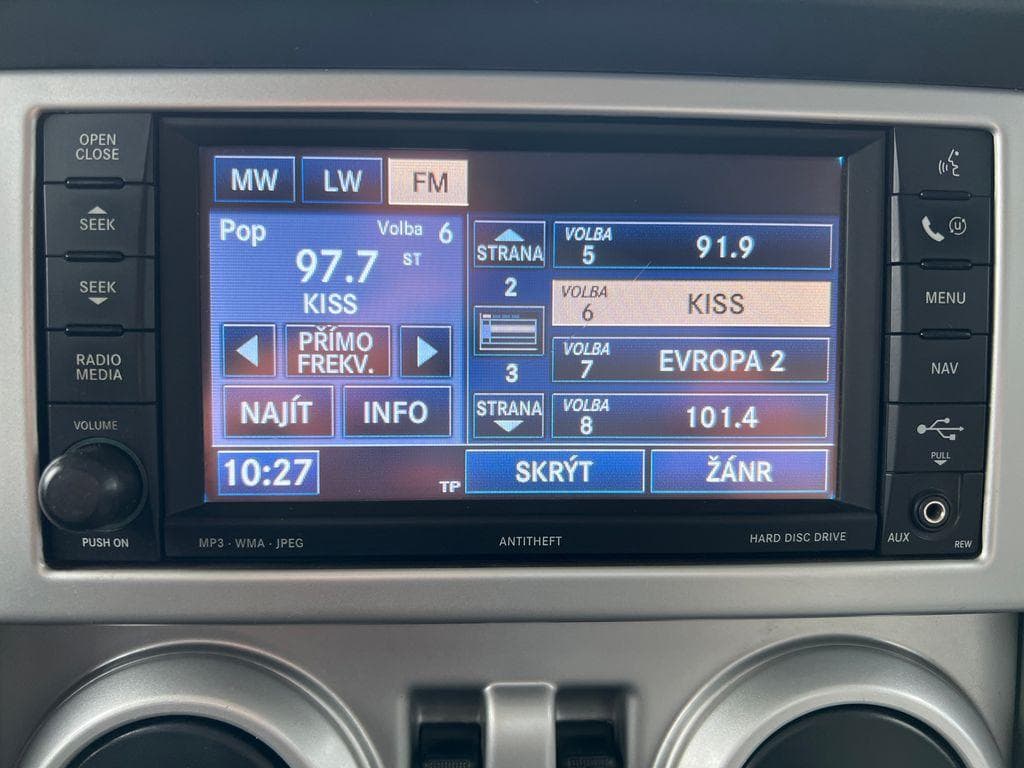 OPEN
CLOSE
SEEK
SEEK
RADIO
MEDIA
VOLUME
PUSH ON
MW LW FM
Pop Volba 6
97.7 ST
KISS
PŘÍMO
FREKV.
NAJÍT INFO
10:27
TP
STRANA
2
3
STRANA
VOLBA
5 91.9
VOLBA
6 KISS
VOLBA
7 EVROPA 2
VOLBA
8 101.4
SKRÝT ŽÁNR
MP3 · WMA · JPEG ANTITHEFT HARD DISC DRIVE
u
MENU
NAV
PULL
AUX
REW